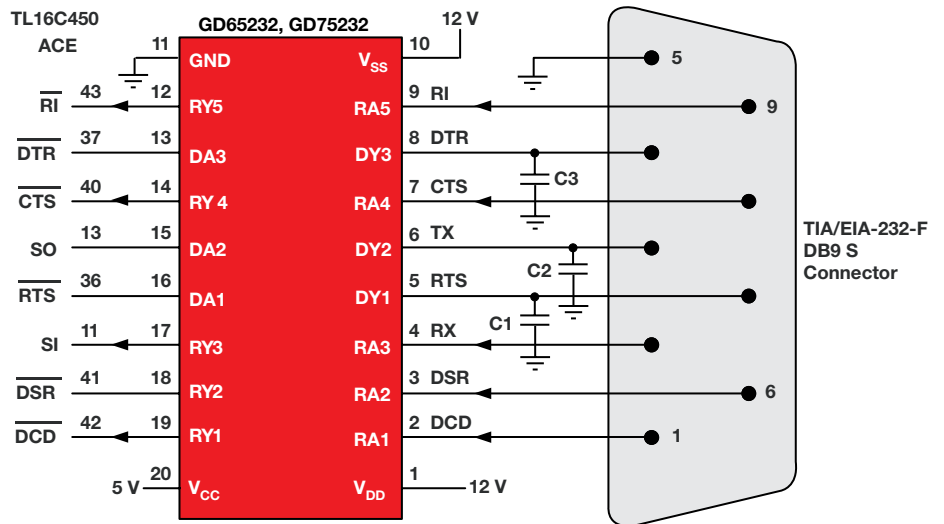 TL16C450
ACE
GD65232, GD75232
12 V
11 GND
V_SS 10
5
RI 43 12 RY5
RA5 9 RI
9
DTR 37 13 DA3
DY3 8 DTR
C3
CTS 40 14 RY 4
RA4 7 CTS
SO 13 15 DA2
DY2 6 TX
C2
TIA/EIA-232-F
DB9 S
Connector
RTS 36 16 DA1
DY1 5 RTS
C1
SI 11 17 RY3
RA3 4 RX
DSR 41 18 RY2
RA2 3 DSR
6
DCD 42 19 RY1
RA1 2 DCD
1
5 V 20 V_CC
V_DD 1 12 V